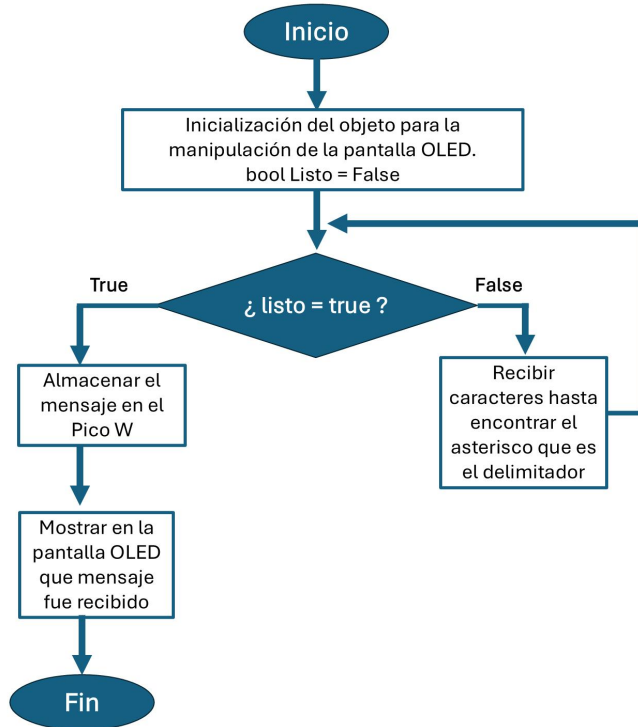 Inicio
Inicialización del objeto para la
manipulación de la pantalla OLED.
bool Listo = False
True
¿ listo = true ?
False
Almacenar el
mensaje en el
Pico W
Recibir
caracteres hasta
encontrar el
asterisco que es
el delimitador
Mostrar en la
pantalla OLED
que mensaje
fue recibido
Fin